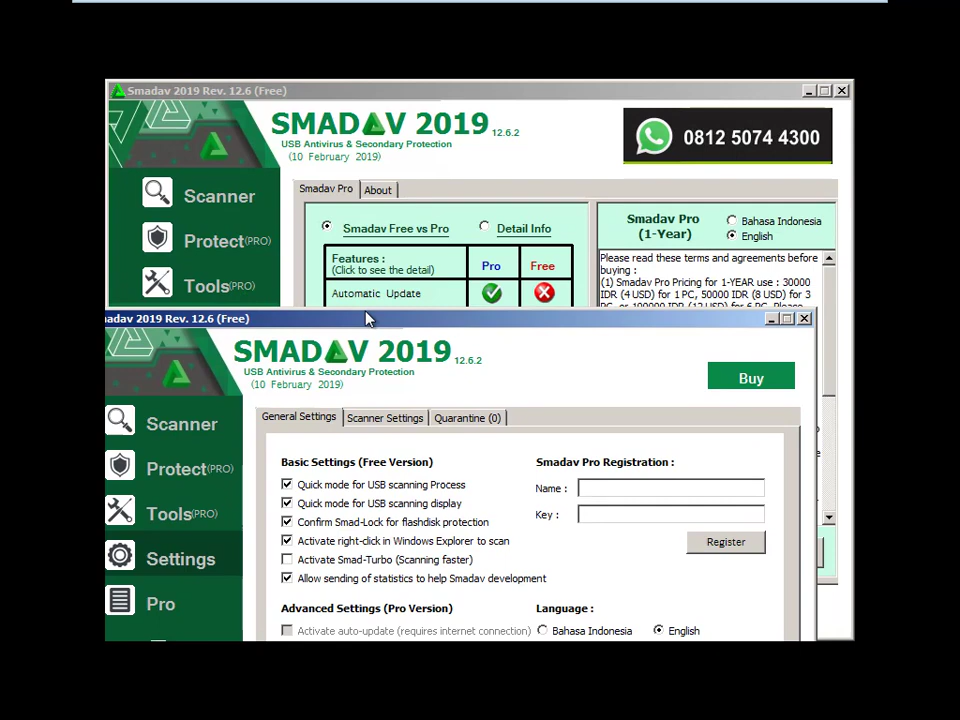 Smadav 2019 Rev. 12.6 (Free)
SMADAV 2019 12.6.2
USB Antivirus & Secondary Protection
(10 February 2019)
0812 5074 4300
Scanner
Protect(PRO)
Tools(PRO)
Smadav Pro
About
Smadav Free vs Pro
Detail Info
Features :
(Click to see the detail)
Pro
Free
Automatic Update
Smadav Pro
(1-Year)
Bahasa Indonesia
English
Please read these terms and agreements before
buying :
(1) Smadav Pro Pricing for 1-YEAR use : 30000
IDR (4 USD) for 1 PC, 50000 IDR (8 USD) for 3
adav 2019 Rev. 12.6 (Free)
SMADAV 2019 12.6.2
USB Antivirus & Secondary Protection
(10 February 2019)
Buy
Scanner
Protect(PRO)
Tools(PRO)
Settings
Pro
General Settings
Scanner Settings
Quarantine (0)
Basic Settings (Free Version)
Quick mode for USB scanning Process
Quick mode for USB scanning display
Confirm Smad-Lock for flashdisk protection
Activate right-click in Windows Explorer to scan
Activate Smad-Turbo (Scanning faster)
Allow sending of statistics to help Smadav development
Advanced Settings (Pro Version)
Activate auto-update (requires internet connection)
Smadav Pro Registration :
Name :
Key :
Register
Language :
Bahasa Indonesia
English